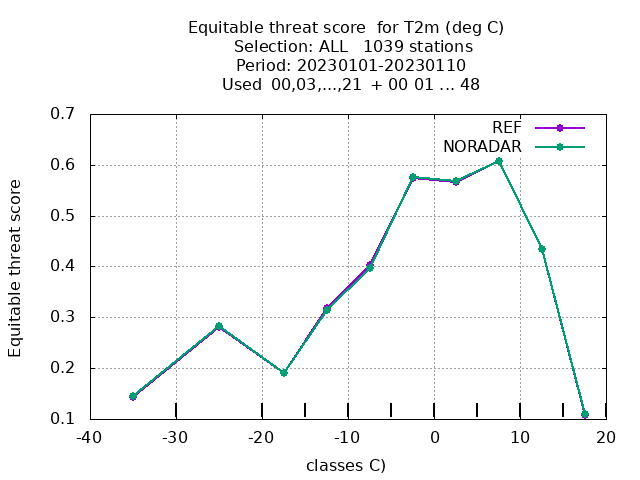 Equitable threat score  for T2m (deg C)
Selection: ALL   1039 stations
Period: 20230101-20230110
Used  00,03,...,21  + 00 01 ... 48
0.7
0.6
0.5
0.4
0.3
0.2
0.1
Equitable threat score
REF
NORADAR
-40 -30 -20 -10 0 10 20
classes C)